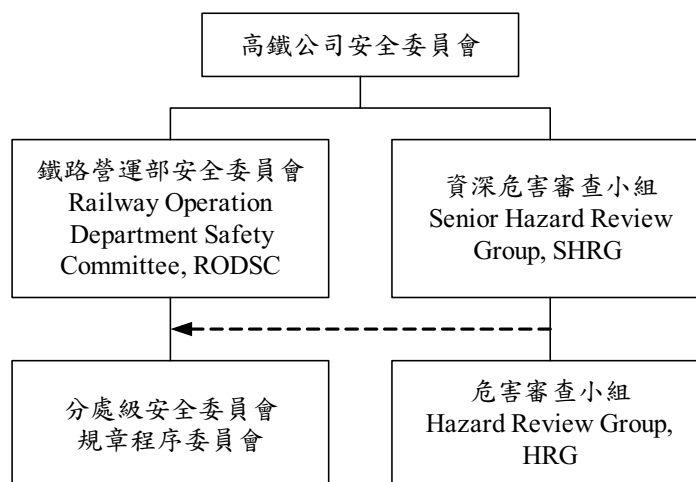 高鐵公司安全委員會
鐵路營運部安全委員會
Railway Operation
Department Safety
Committee, RODSC
資深危害審查小組
Senior Hazard Review
Group, SHRG
分處級安全委員會
規章程序委員會
危害審查小組
Hazard Review Group,
HRG